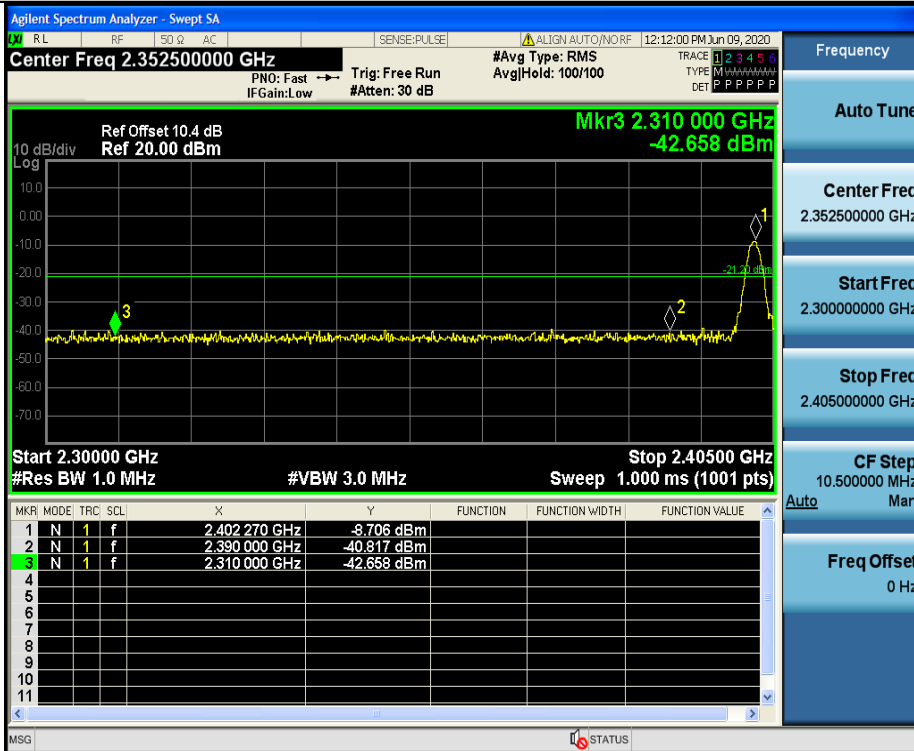 Agilent Spectrum Analyzer - Swept SA
LXI RL RF 50 Ω AC SENSE:PULSE ALIGN AUTO/NO RF 12:12:00 PM Jun 09, 2020
Center Freq 2.352500000 GHz
PNO: Fast
IFGain:Low
Trig: Free Run
#Atten: 30 dB
#Avg Type: RMS
Avg|Hold: 100/100
TRACE 1 2 3 4 5 6
TYPE M WWWWW
DET P P P P P P
Mkr3 2.310 000 GHz
-42.658 dBm
Ref Offset 10.4 dB
10 dB/div Ref 20.00 dBm
Log
10.0
0.00
-10.0
-20.0
-30.0
-40.0
-50.0
-60.0
-70.0
1
-21.20 dBm
2
3
Start 2.30000 GHz Stop 2.40500 GHz
#Res BW 1.0 MHz #VBW 3.0 MHz Sweep 1.000 ms (1001 pts)
MKR MODE TRC SCL X Y FUNCTION FUNCTION WIDTH FUNCTION VALUE
1 N 1 f 2.402 270 GHz -8.706 dBm
2 N 1 f 2.390 000 GHz -40.817 dBm
3 N 1 f 2.310 000 GHz -42.658 dBm
4
5
6
7
8
9
10
11
MSG STATUS
Frequency
Auto Tune
Center Freq
2.352500000 GHz
Start Freq
2.300000000 GHz
Stop Freq
2.405000000 GHz
CF Step
10.500000 MHz
Auto Man
Freq Offset
0 Hz